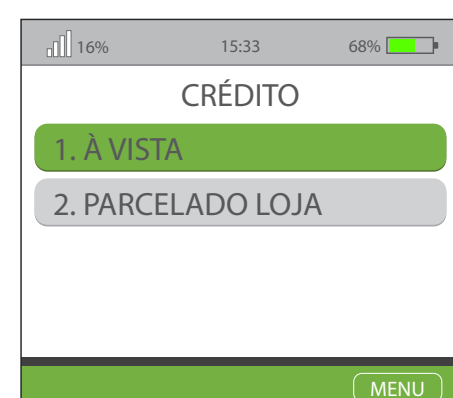 16% 15:33 68%
CRÉDITO
1. À VISTA
2. PARCELADO LOJA
MENU